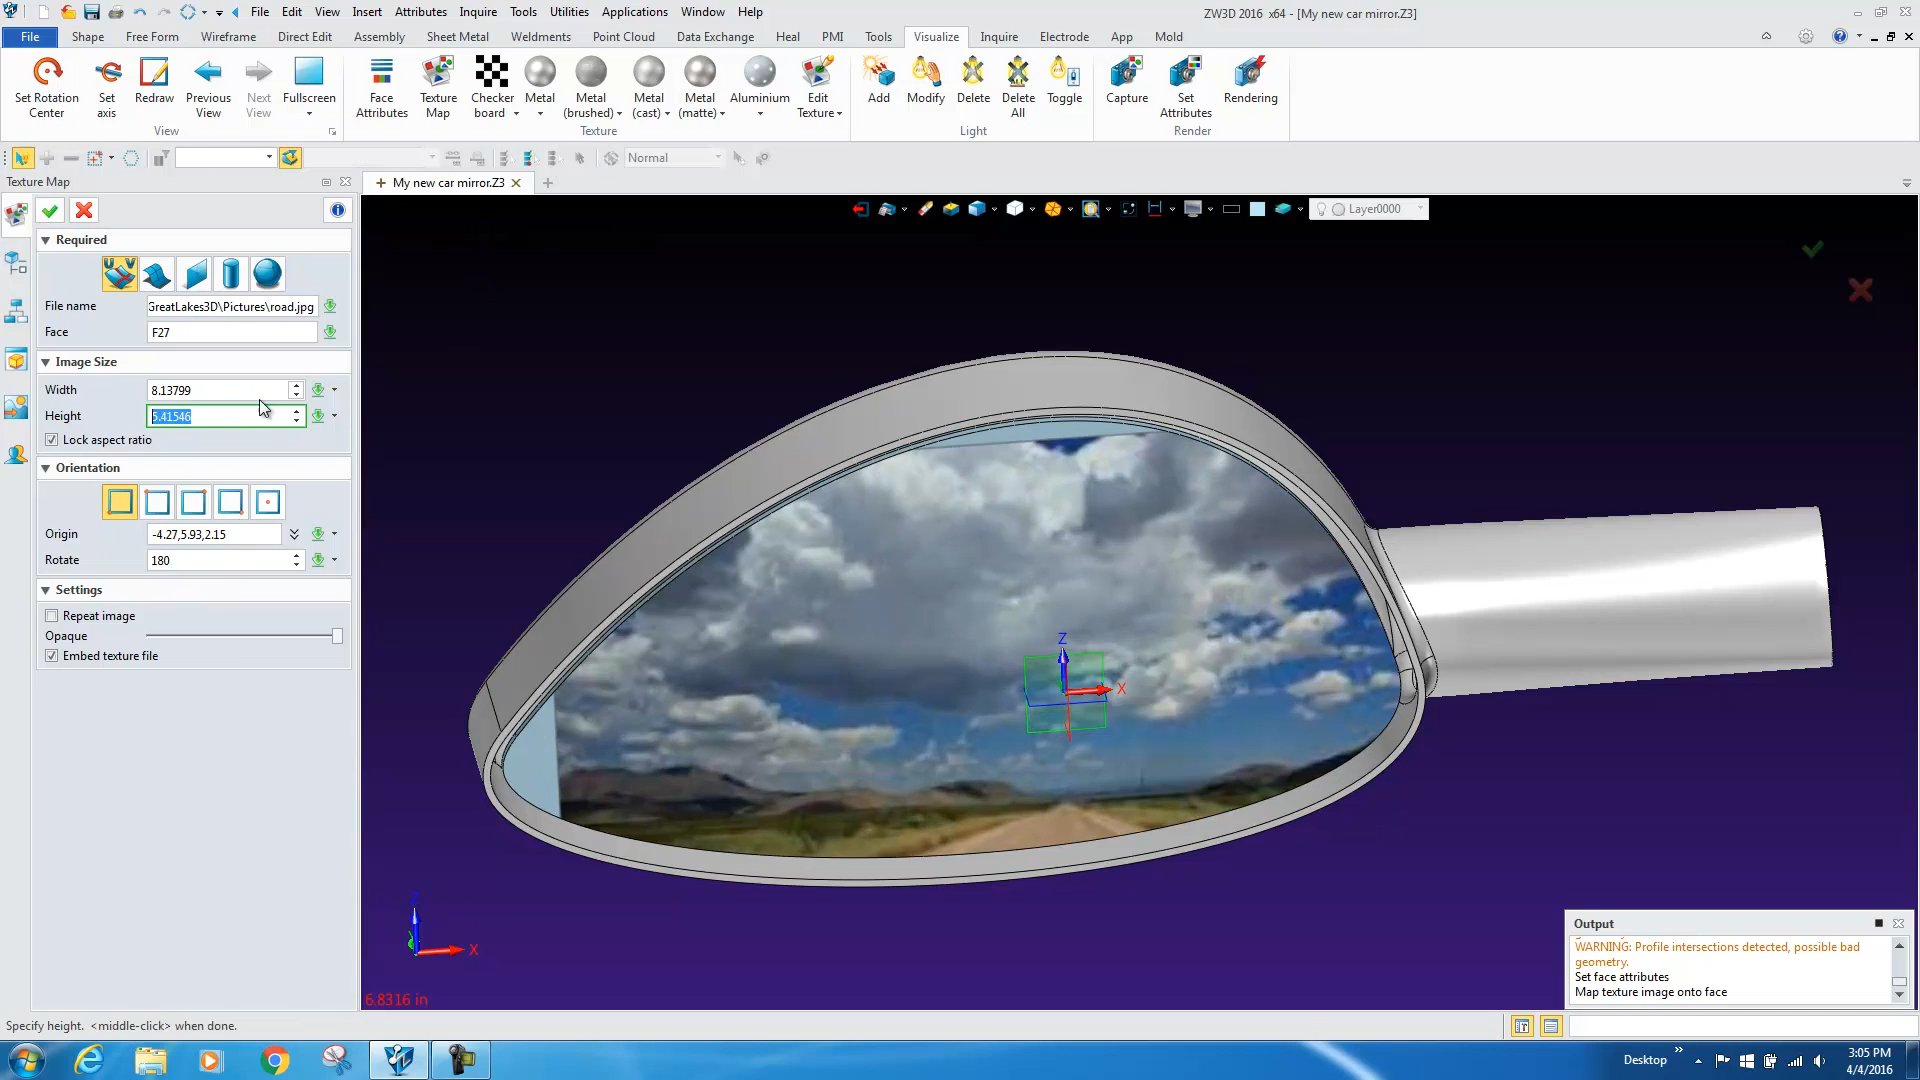 File Edit View Insert Attributes Inquire Tools Utilities Applications Window Help ZW3D 2016 x64 - [My new car mirror.Z3]
File Shape Free Form Wireframe Direct Edit Assembly Sheet Metal Weldments Point Cloud Data Exchange Heal PMI Tools Visualize Inquire Electrode App Mold
Set Rotation Center
Set axis
Redraw
Previous View
Next View
Fullscreen
Face Attributes
Texture Map
Checker board
Metal
Metal (brushed)
Metal (cast)
Metal (matte)
Aluminium
Edit Texture
Add
Modify
Delete
Delete All
Toggle
Capture
Set Attributes
Rendering
View
Texture
Light
Render
Normal
Texture Map
My new car mirror.Z3
Layer0000
Required
U V
File name GreatLakes3D\Pictures\road.jpg
Face F27
Image Size
Width 8.13799
Height 5.41546
Lock aspect ratio
Orientation
Origin -4.27,5.93,2.15
Rotate 180
Settings
Repeat image
Opaque
Embed texture file
Z
X
Z
X
6.8316 in
Output
WARNING: Profile intersections detected, possible bad
geometry.
Set face attributes
Map texture image onto face
Specify height. <middle-click> when done.
Desktop
3:05 PM
4/4/2016